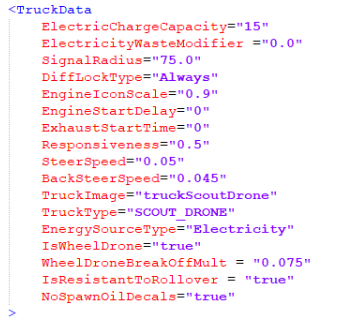 <TruckData
ElectricChargeCapacity="15"
ElectricityWasteModifier ="0.0"
SignalRadius="75.0"
DiffLockType="Always"
EngineIconScale="0.9"
EngineStartDelay="0"
ExhaustStartTime="0"
Responsiveness="0.5"
SteerSpeed="0.05"
BackSteerSpeed="0.045"
TruckImage="truckScoutDrone"
TruckType="SCOUT_DRONE"
EnergySourceType="Electricity"
IsWheelDrone="true"
WheelDroneBreakOffMult = "0.075"
IsResistantToRollover = "true"
NoSpawnOilDecals="true"
>